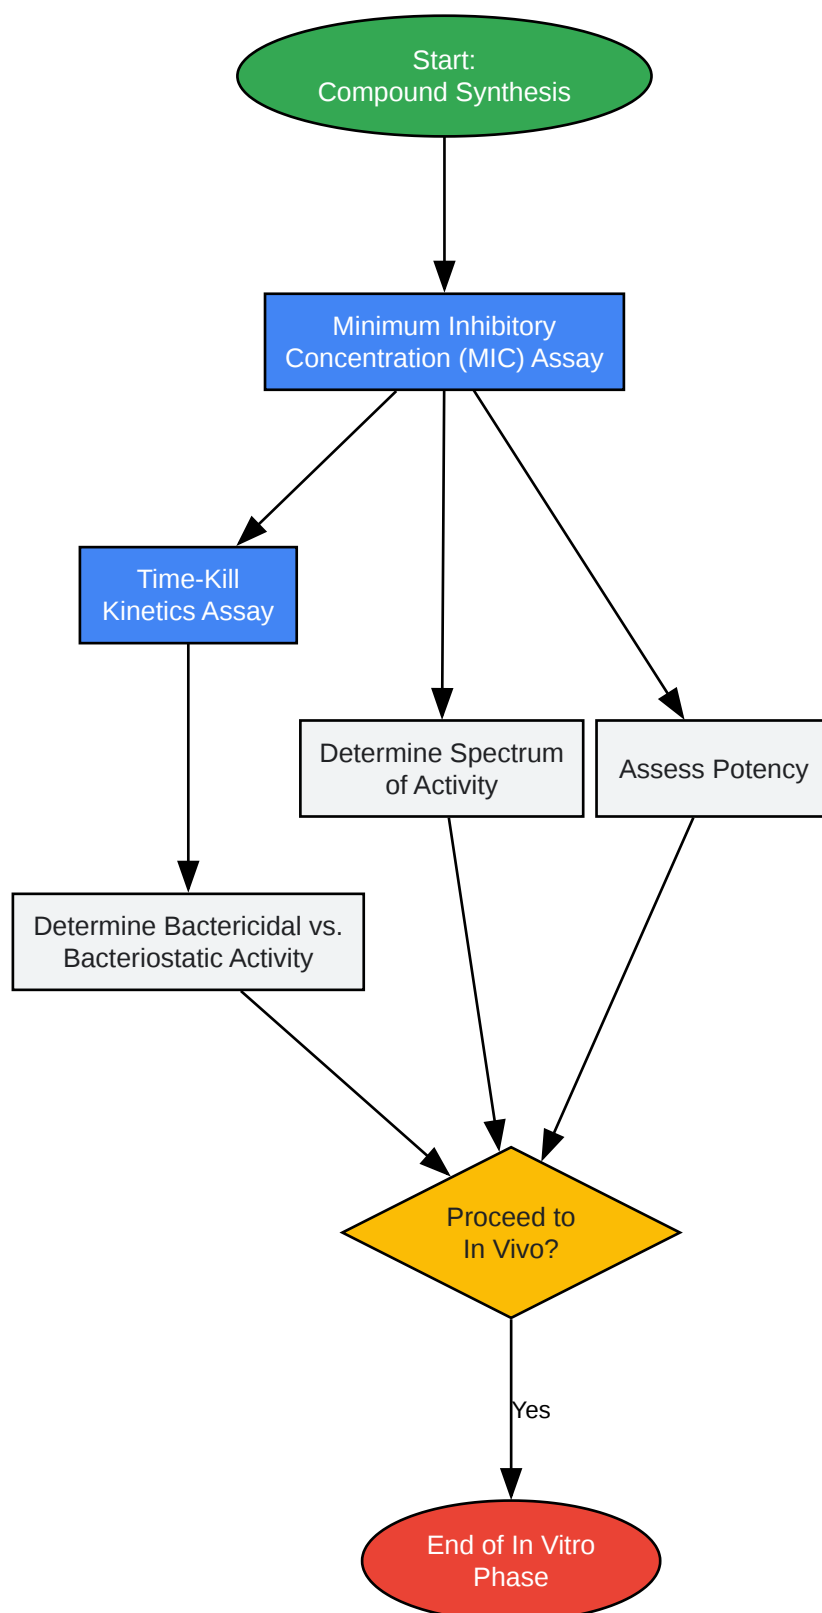 Start:
Compound Synthesis
Minimum Inhibitory
Concentration (MIC) Assay
Time-Kill
Kinetics Assay
Determine Spectrum
of Activity
Assess Potency
Determine Bactericidal vs.
Bacteriostatic Activity
Proceed to
In Vivo?
Yes
End of In Vitro
Phase